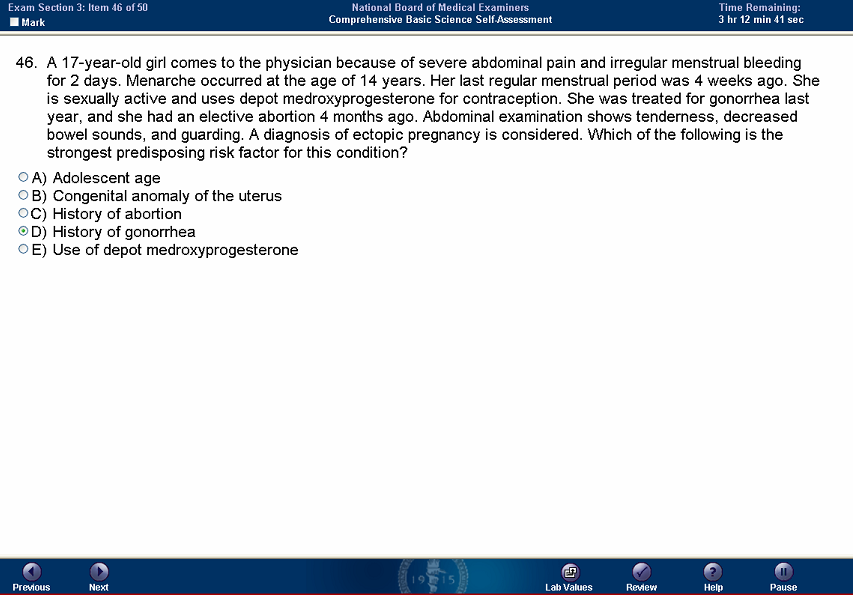 Exam Section 3: Item 46 of 50
National Board of Medical Examiners
Time Remaining:
Mark
Comprehensive Basic Science Self-Assessment
3 hr 12 min 41 sec
46. A 17-year-old girl comes to the physician because of severe abdominal pain and irregular menstrual bleeding
for 2 days. Menarche occurred at the age of 14 years. Her last regular menstrual period was 4 weeks ago. She
is sexually active and uses depot medroxyprogesterone for contraception. She was treated for gonorrhea last
year, and she had an elective abortion 4 months ago. Abdominal examination shows tenderness, decreased
bowel sounds, and guarding. A diagnosis of ectopic pregnancy is considered. Which of the following is the
strongest predisposing risk factor for this condition?
A) Adolescent age
B) Congenital anomaly of the uterus
C) History of abortion
D) History of gonorrhea
E) Use of depot medroxyprogesterone
1915
Previous
Next
Lab Values
Review
Help
Pause